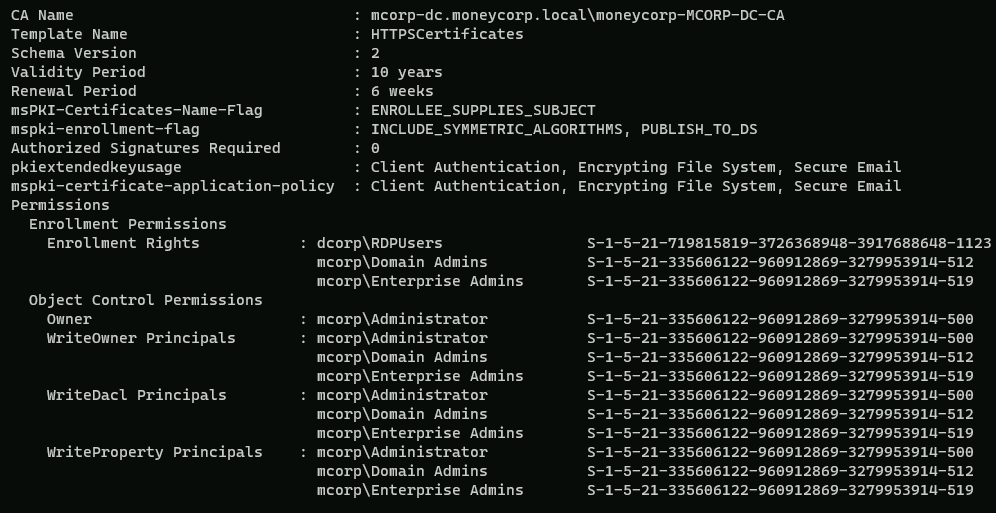 CA Name : mcorp-dc.moneycorp.local\moneycorp-MCORP-DC-CA
Template Name : HTTPSCertificates
Schema Version : 2
Validity Period : 10 years
Renewal Period : 6 weeks
msPKI-Certificates-Name-Flag : ENROLLEE_SUPPLIES_SUBJECT
mspki-enrollment-flag : INCLUDE_SYMMETRIC_ALGORITHMS, PUBLISH_TO_DS
Authorized Signatures Required : 0
pkiextendedkeyusage : Client Authentication, Encrypting File System, Secure Email
mspki-certificate-application-policy : Client Authentication, Encrypting File System, Secure Email
Permissions
Enrollment Permissions
Enrollment Rights : dcorp\RDPUsers S-1-5-21-719815819-3726368948-3917688648-1123
mcorp\Domain Admins S-1-5-21-335606122-960912869-3279953914-512
mcorp\Enterprise Admins S-1-5-21-335606122-960912869-3279953914-519
Object Control Permissions
Owner : mcorp\Administrator S-1-5-21-335606122-960912869-3279953914-500
WriteOwner Principals : mcorp\Administrator S-1-5-21-335606122-960912869-3279953914-500
mcorp\Domain Admins S-1-5-21-335606122-960912869-3279953914-512
mcorp\Enterprise Admins S-1-5-21-335606122-960912869-3279953914-519
WriteDacl Principals : mcorp\Administrator S-1-5-21-335606122-960912869-3279953914-500
mcorp\Domain Admins S-1-5-21-335606122-960912869-3279953914-512
mcorp\Enterprise Admins S-1-5-21-335606122-960912869-3279953914-519
WriteProperty Principals : mcorp\Administrator S-1-5-21-335606122-960912869-3279953914-500
mcorp\Domain Admins S-1-5-21-335606122-960912869-3279953914-512
mcorp\Enterprise Admins S-1-5-21-335606122-960912869-3279953914-519